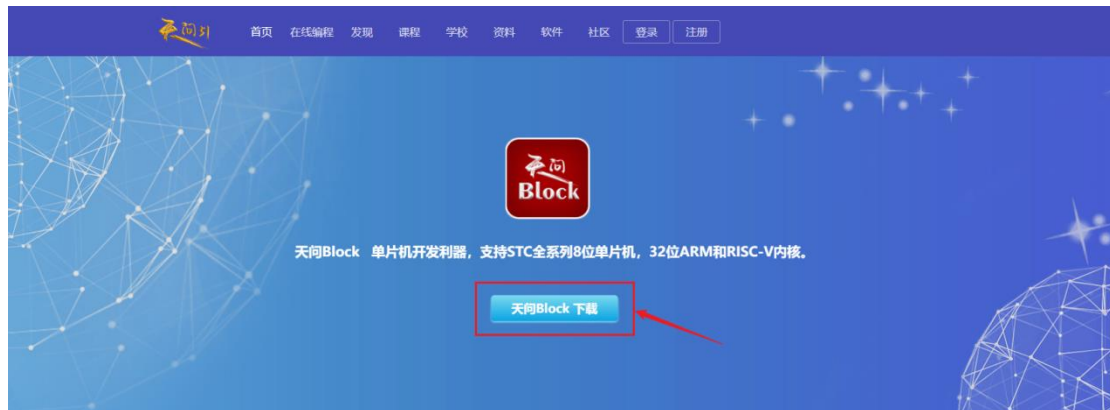 天问51 首页 在线编程 发现 课程 学校 资料 软件 社区 登录 注册
天问
Block
天问Block 单片机开发利器，支持STC全系列8位单片机，32位ARM和RISC-V内核。
天问Block 下载